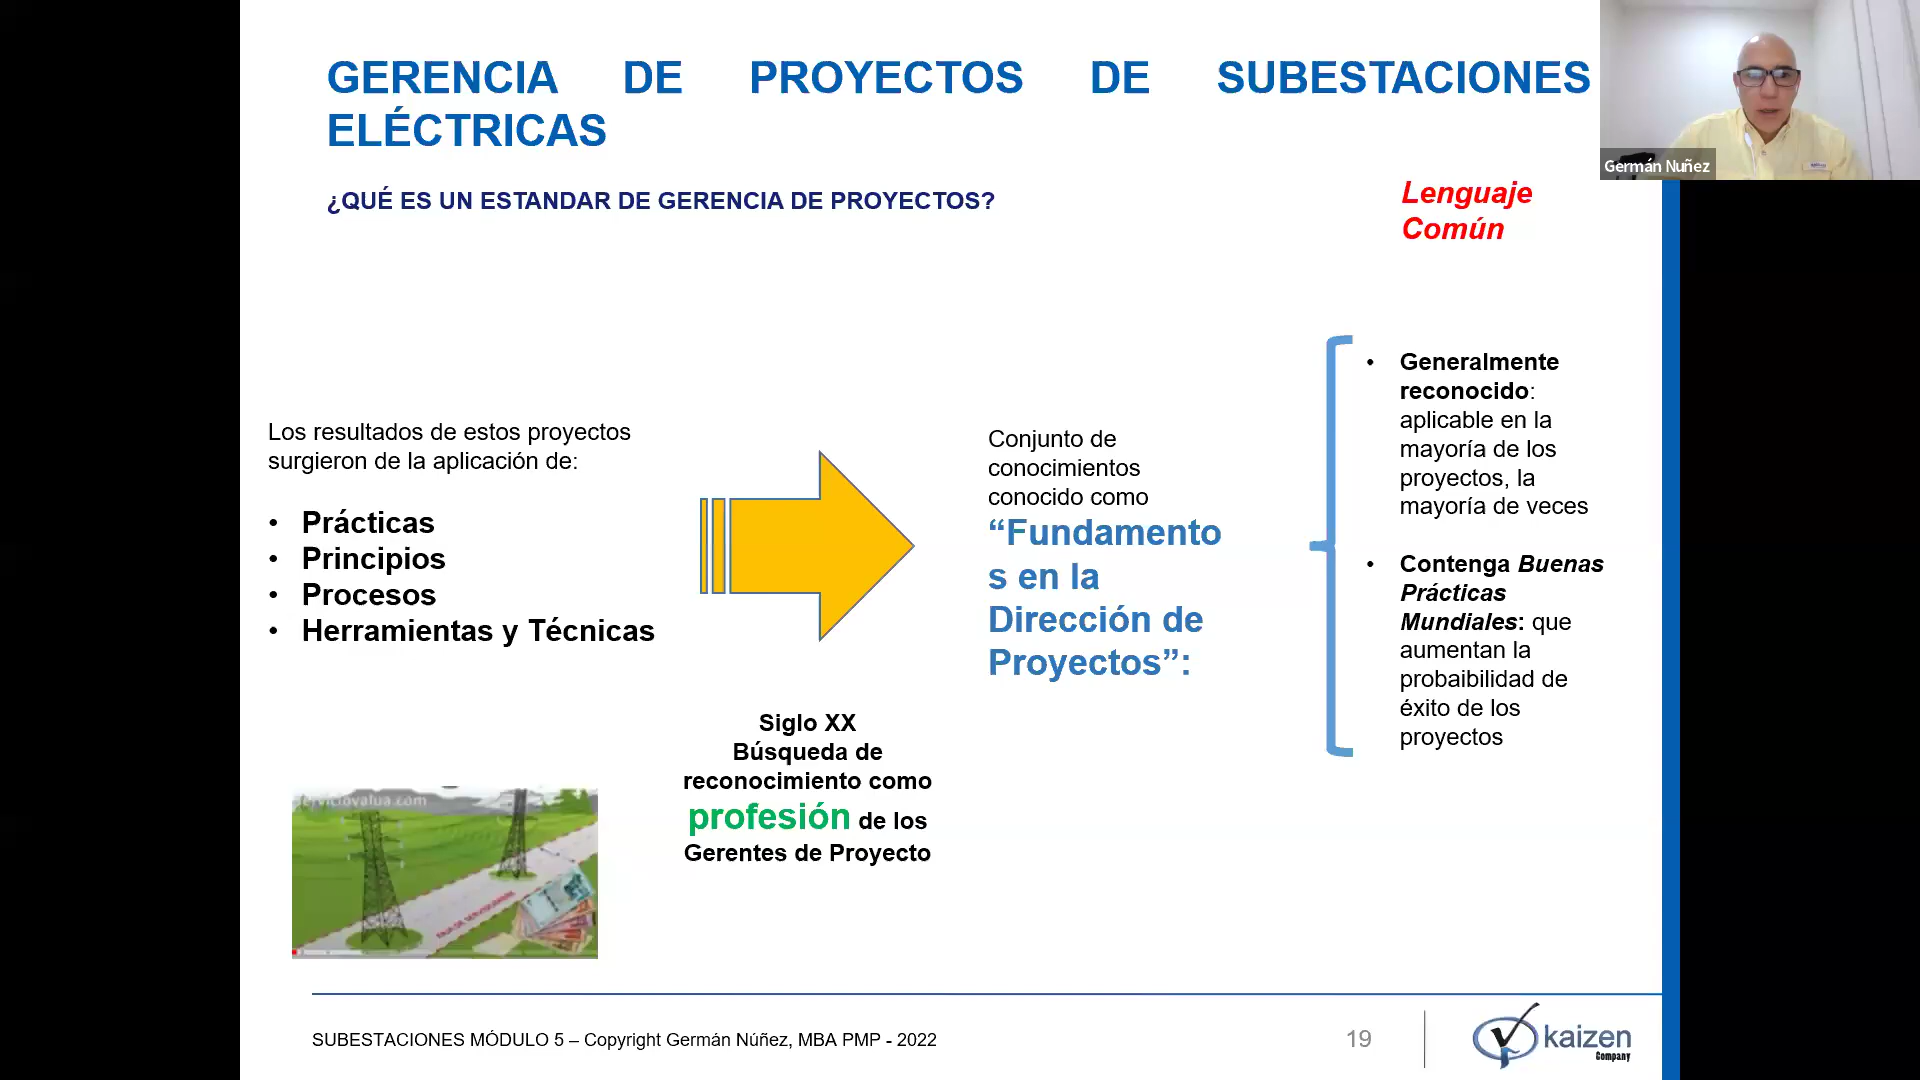 GERENCIA DE PROYECTOS DE SUBESTACIONES
ELÉCTRICAS
Germán Nuñez
¿QUÉ ES UN ESTANDAR DE GERENCIA DE PROYECTOS?
Lenguaje
Común
Los resultados de estos proyectos
surgieron de la aplicación de:
• Prácticas
• Principios
• Procesos
• Herramientas y Técnicas
Siglo XX
Búsqueda de
reconocimiento como
profesión de los
Gerentes de Proyecto
Conjunto de
conocimientos
conocido como
“Fundamento
s en la
Dirección de
Proyectos”:
• Generalmente
reconocido:
aplicable en la
mayoría de los
proyectos, la
mayoría de veces
• Contenga Buenas
Prácticas
Mundiales: que
aumentan la
probaibilidad de
éxito de los
proyectos
SUBESTACIONES MÓDULO 5 – Copyright Germán Núñez, MBA PMP - 2022
19
kaizen
Company